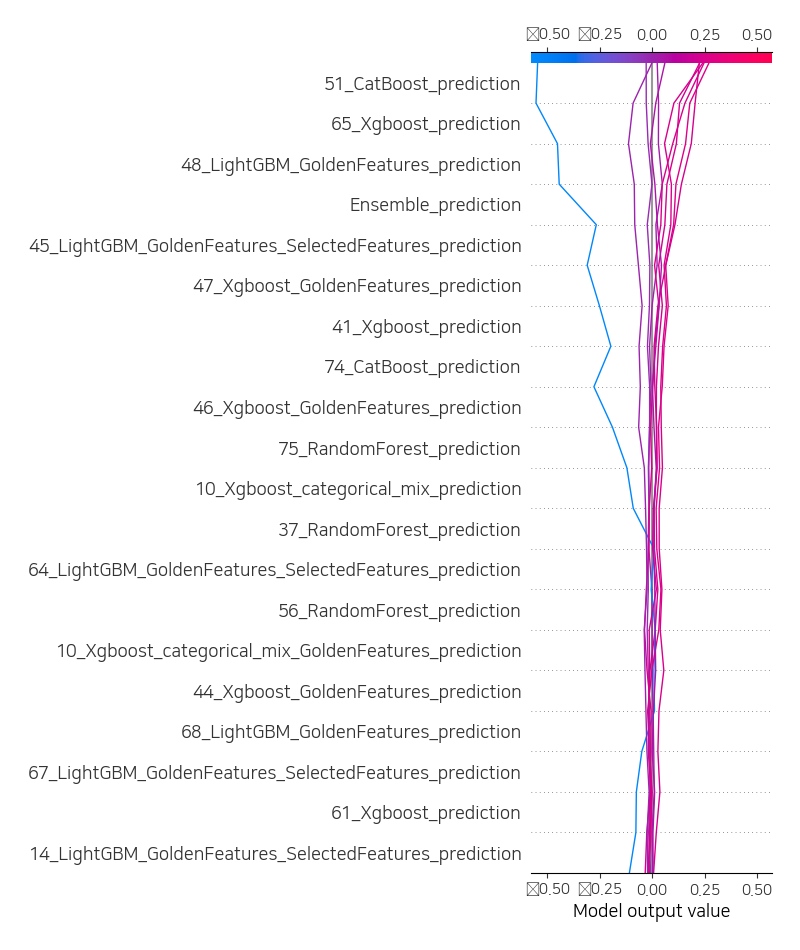 ▯0.50 ▯0.25 0.00 0.25 0.50
51_CatBoost_prediction
65_Xgboost_prediction
48_LightGBM_GoldenFeatures_prediction
Ensemble_prediction
45_LightGBM_GoldenFeatures_SelectedFeatures_prediction
47_Xgboost_GoldenFeatures_prediction
41_Xgboost_prediction
74_CatBoost_prediction
46_Xgboost_GoldenFeatures_prediction
75_RandomForest_prediction
10_Xgboost_categorical_mix_prediction
37_RandomForest_prediction
64_LightGBM_GoldenFeatures_SelectedFeatures_prediction
56_RandomForest_prediction
10_Xgboost_categorical_mix_GoldenFeatures_prediction
44_Xgboost_GoldenFeatures_prediction
68_LightGBM_GoldenFeatures_prediction
67_LightGBM_GoldenFeatures_SelectedFeatures_prediction
61_Xgboost_prediction
14_LightGBM_GoldenFeatures_SelectedFeatures_prediction
▯0.50 ▯0.25 0.00 0.25 0.50
Model output value